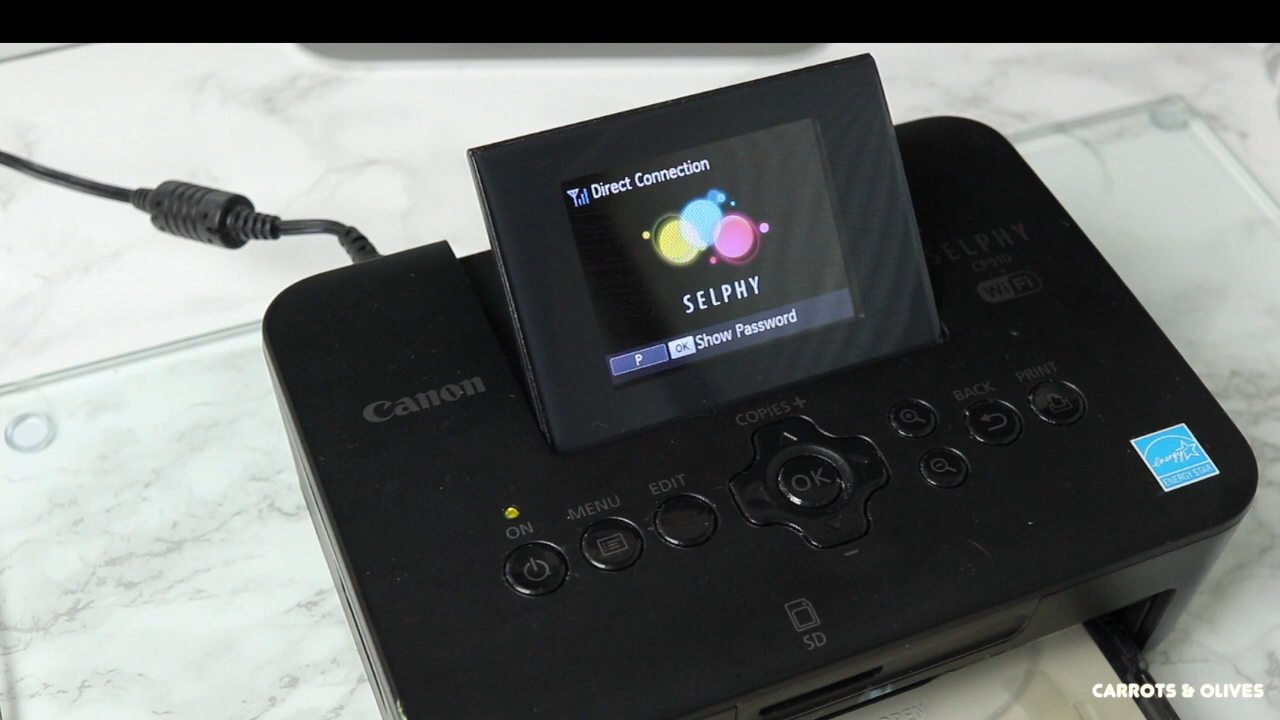 Direct Connection
SELPHY
P OK Show Password
SELPHY
CP910
Wi Fi
Canon
COPIES +
BACK
PRINT
ON
MENU
EDIT
OK
energy
ENERGY STAR
SD
CARROTS & OLIVES